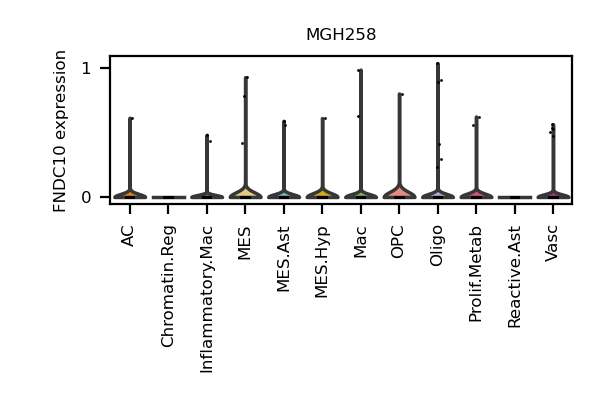 MGH258
FNDC10 expression
1
0
AC
Chromatin.Reg
Inflammatory.Mac
MES
MES.Ast
MES.Hyp
Mac
OPC
Oligo
Prolif.Metab
Reactive.Ast
Vasc